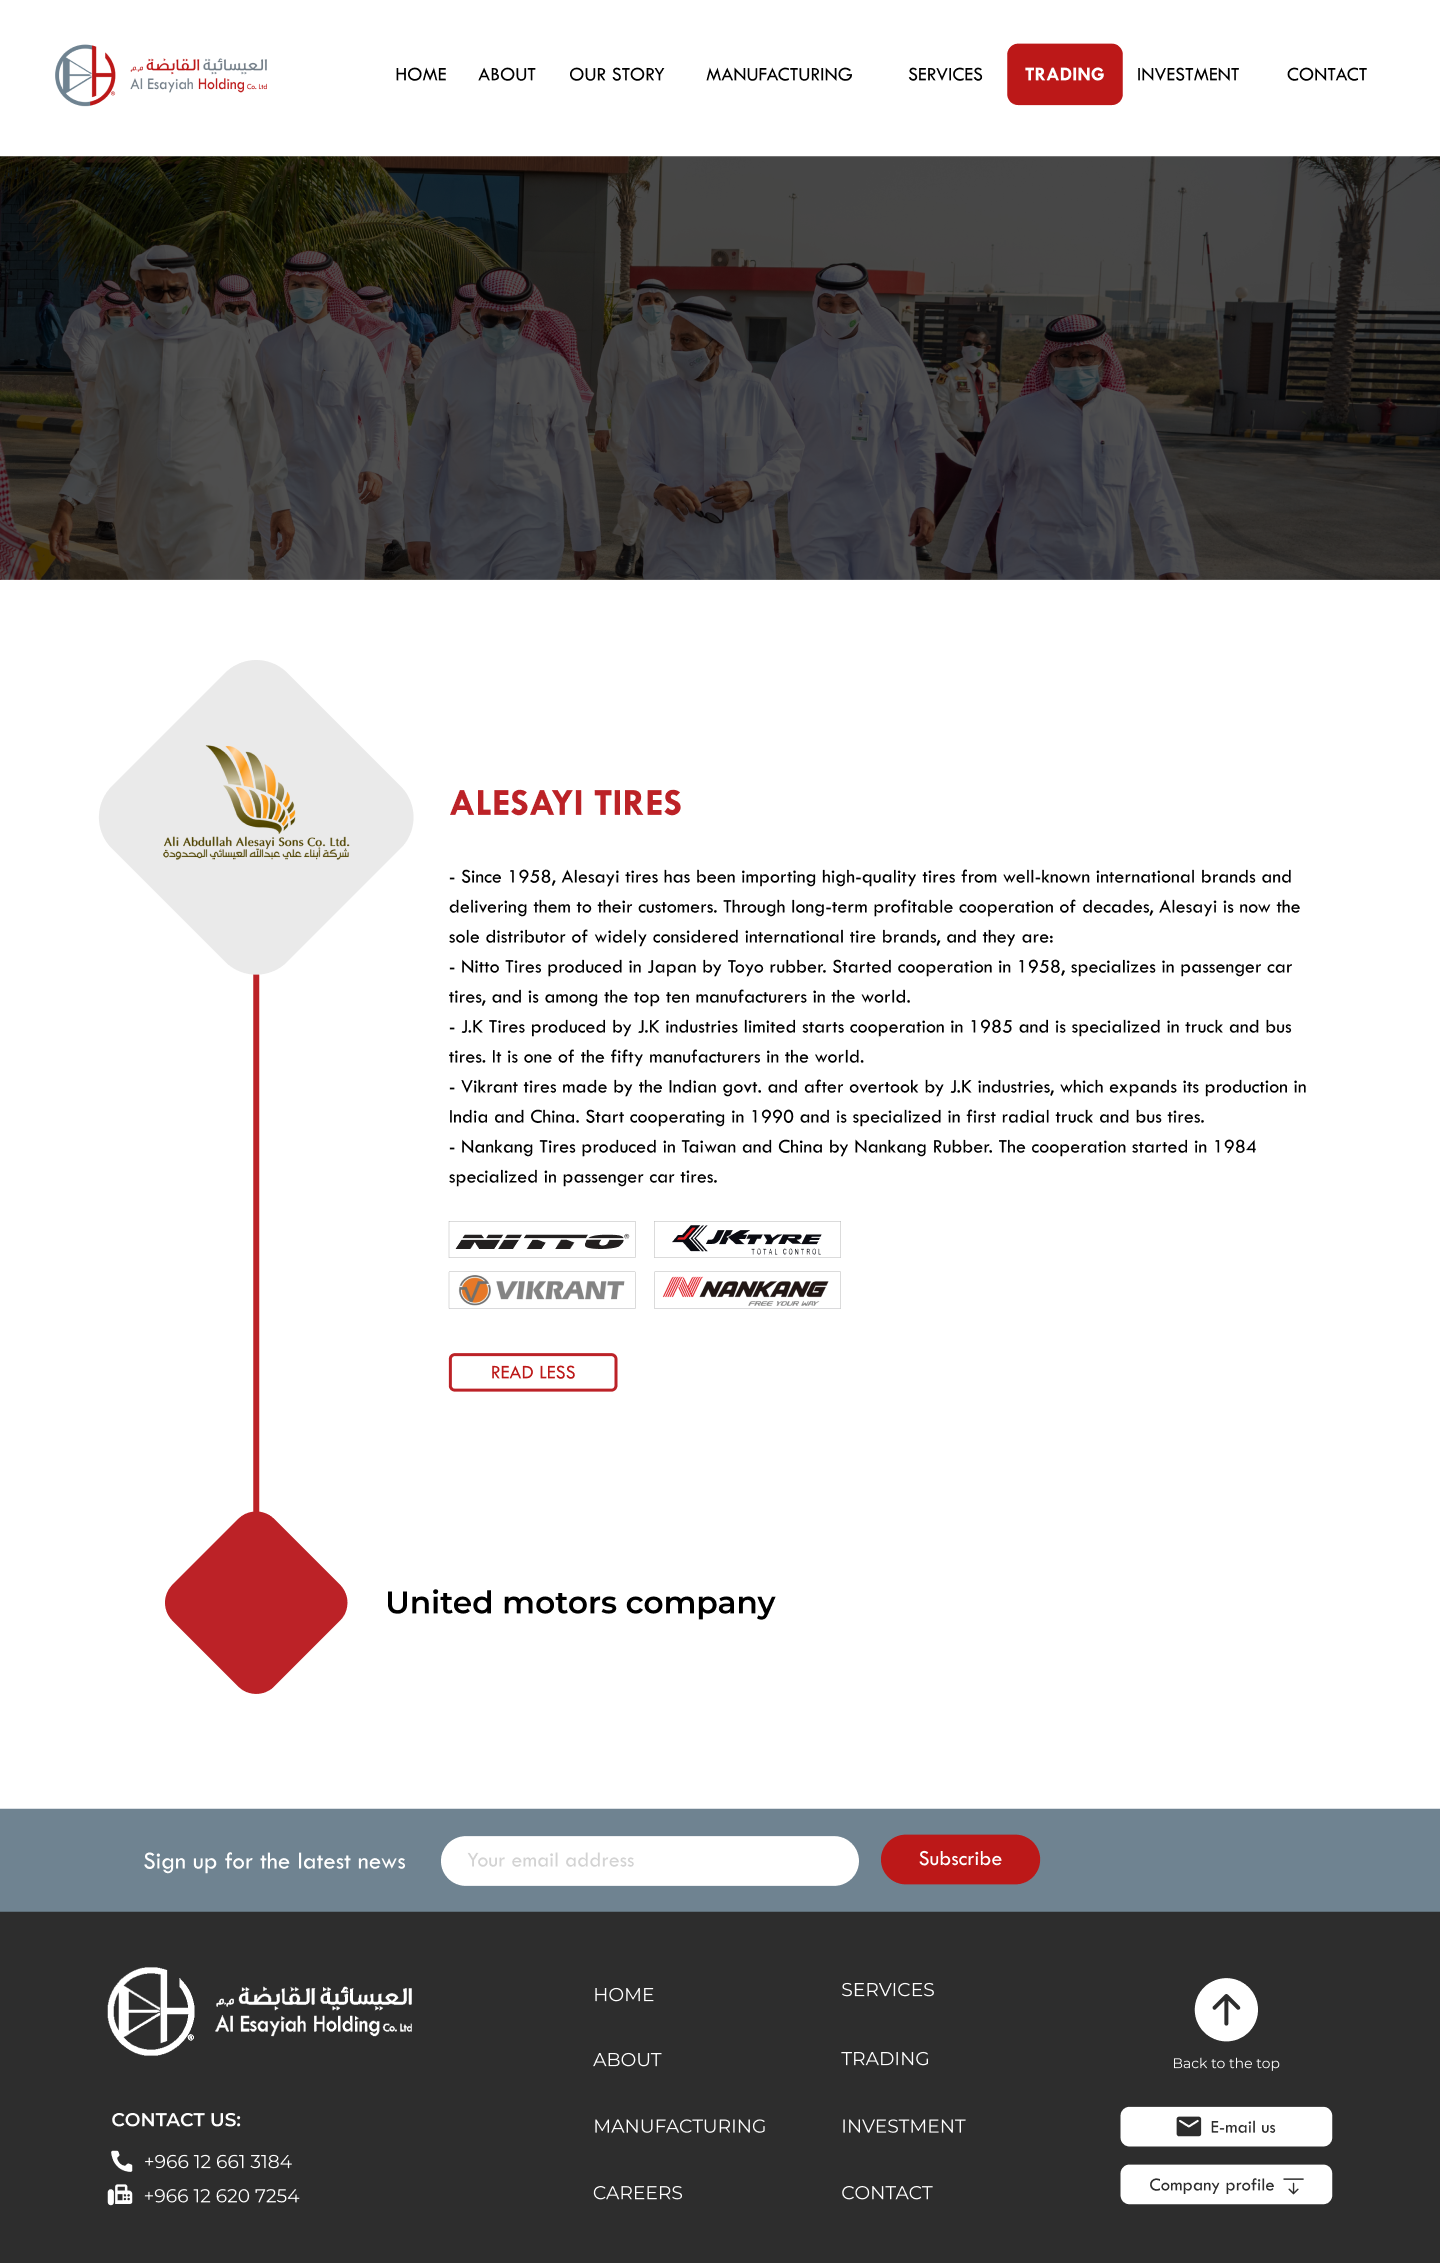 العيسائية القابضة م.م
Al Esayiah Holding Co. Ltd
HOME ABOUT OUR STORY MANUFACTURING SERVICES TRADING INVESTMENT CONTACT
Ali Abdullah Alesayi Sons Co. Ltd.
شركة أبناء علي عبدالله العيسائي المحدودة
ALESAYI TIRES
- Since 1958, Alesayi tires has been importing high-quality tires from well-known international brands and
delivering them to their customers. Through long-term profitable cooperation of decades, Alesayi is now the
sole distributor of widely considered international tire brands, and they are:
- Nitto Tires produced in Japan by Toyo rubber. Started cooperation in 1958, specializes in passenger car
tires, and is among the top ten manufacturers in the world.
- J.K Tires produced by J.K industries limited starts cooperation in 1985 and is specialized in truck and bus
tires. It is one of the fifty manufacturers in the world.
- Vikrant tires made by the Indian govt. and after overtook by J.K industries, which expands its production in
India and China. Start cooperating in 1990 and is specialized in first radial truck and bus tires.
- Nankang Tires produced in Taiwan and China by Nankang Rubber. The cooperation started in 1984
specialized in passenger car tires.
NITTO®
JK TYRE
TOTAL CONTROL
VIKRANT
NANKANG
FREE YOUR WAY
READ LESS
United motors company
Sign up for the latest news
Your email address
Subscribe
العيسائية القابضة م.م
Al Esayiah Holding Co. Ltd
®
CONTACT US:
+966 12 661 3184
+966 12 620 7254
HOME
ABOUT
MANUFACTURING
CAREERS
SERVICES
TRADING
INVESTMENT
CONTACT
Back to the top
E-mail us
Company profile